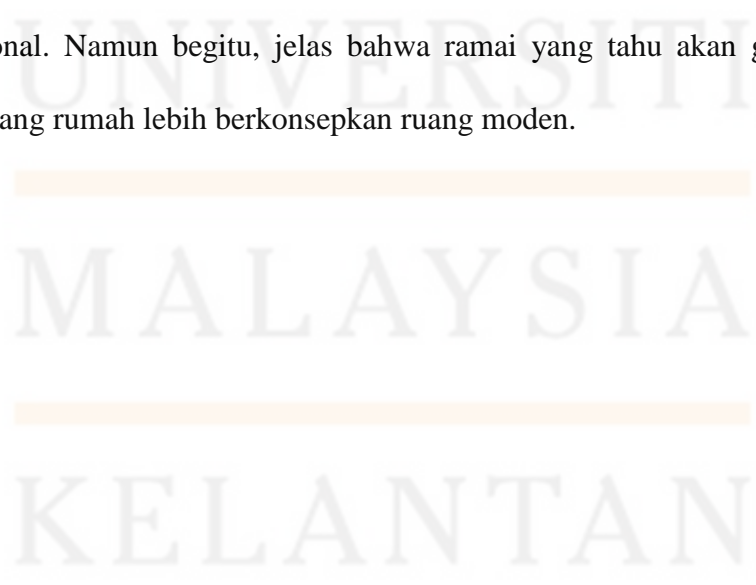 onal. Namun begitu, jelas bahwa ramai yang tahu akan g
UNIVERSITI
ang rumah lebih berkonsepkan ruang moden.
MALAYSIA
KELANTAN